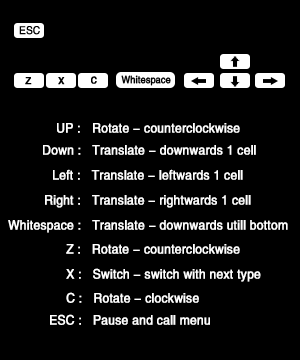 ESC
Z X C Whitespace
UP : Rotate – counterclockwise
Down : Translate – downwards 1 cell
Left : Translate – leftwards 1 cell
Right : Translate – rightwards 1 cell
Whitespace : Translate – downwards utill bottom
Z : Rotate – counterclockwise
X : Switch – switch with next type
C : Rotate – clockwise
ESC : Pause and call menu